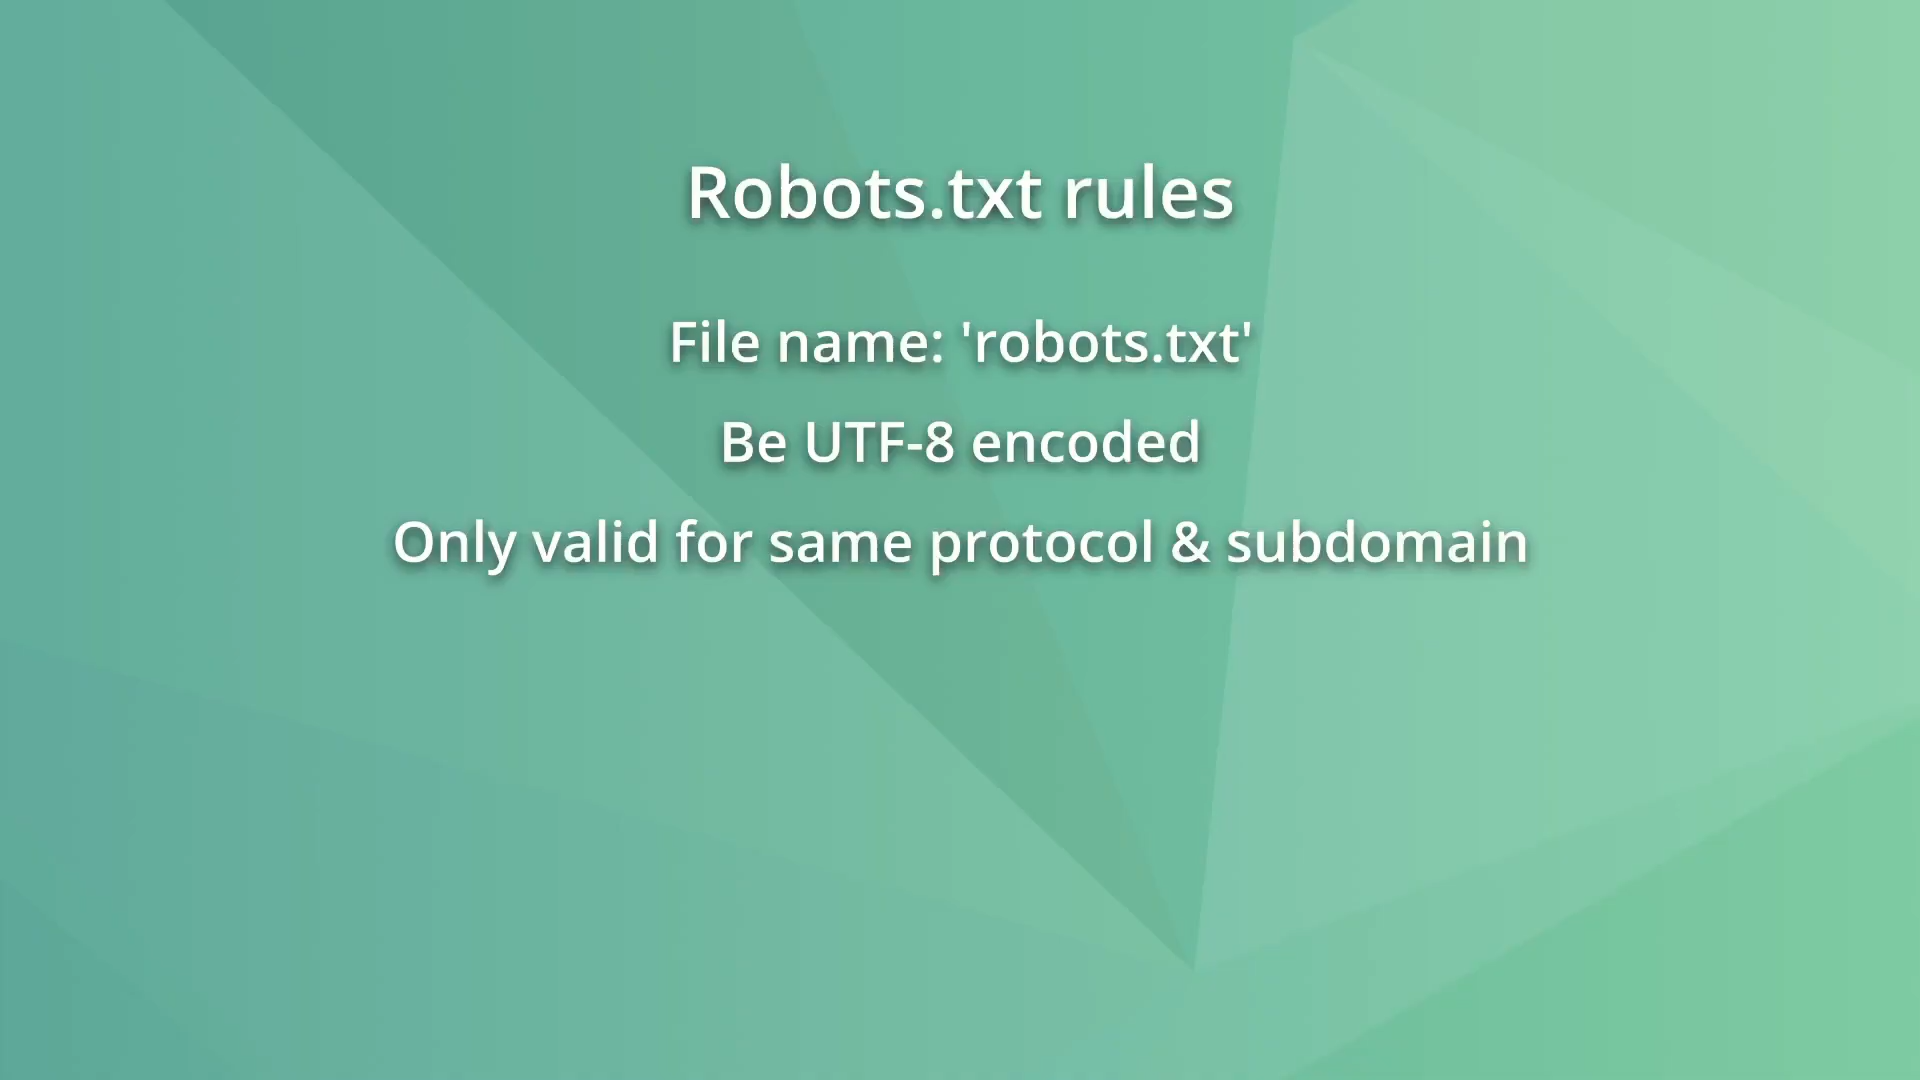 Robots.txt rules
File name: 'robots.txt'
Be UTF-8 encoded
Only valid for same protocol & subdomain